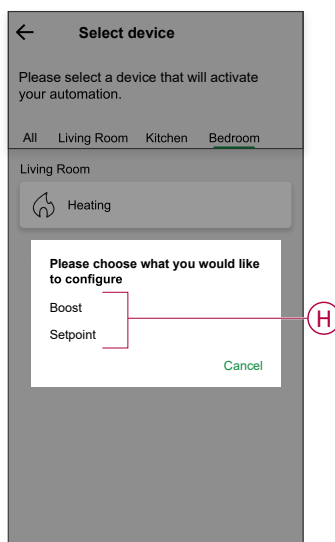 Select device
Please select a device that will activate
your automation.
All Living Room Kitchen Bedroom
Living Room
Heating
Please choose what you would like
to configure
Boost
Setpoint
H
Cancel